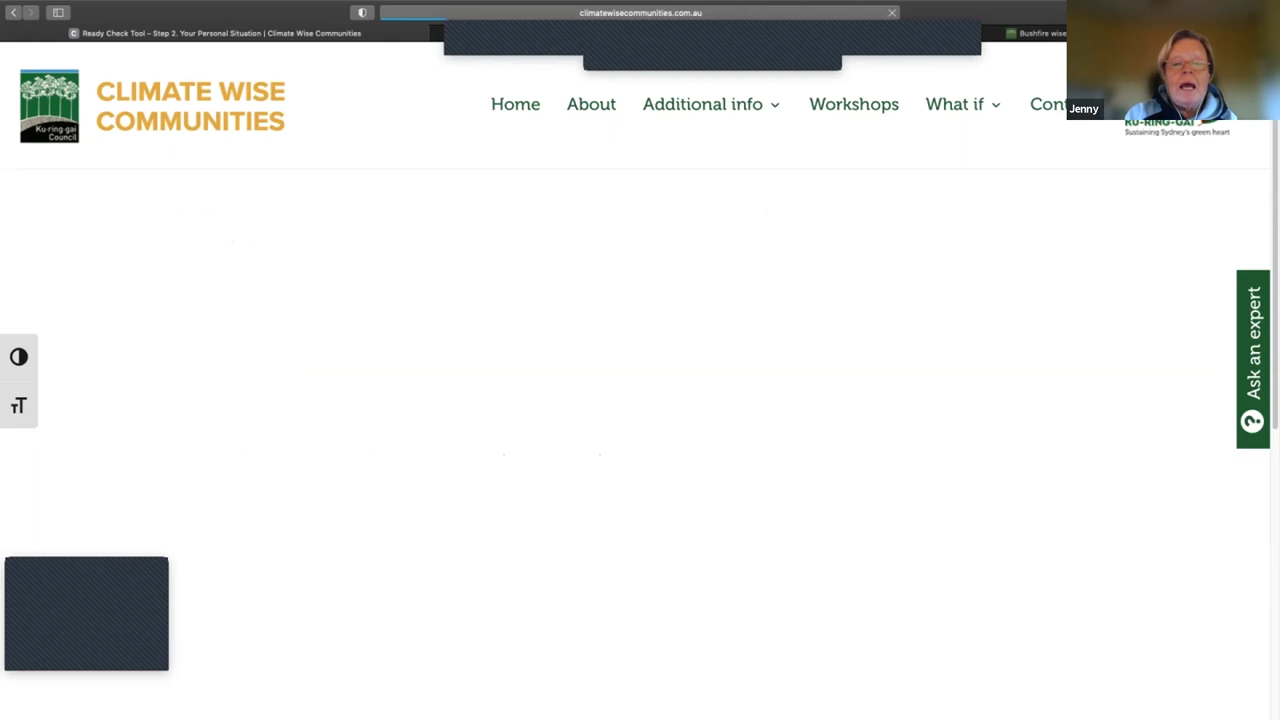 climatewisecommunities.com.au
C Ready Check Tool – Step 2. Your Personal Situation | Climate Wise Communities
Bushfire wise
Ku·ring·gai
Council
CLIMATE WISE
COMMUNITIES
Home About Additional info Workshops What if
Jenny
KU-RING-GAI
Sustaining Sydney's green heart
? Ask an expert
TT